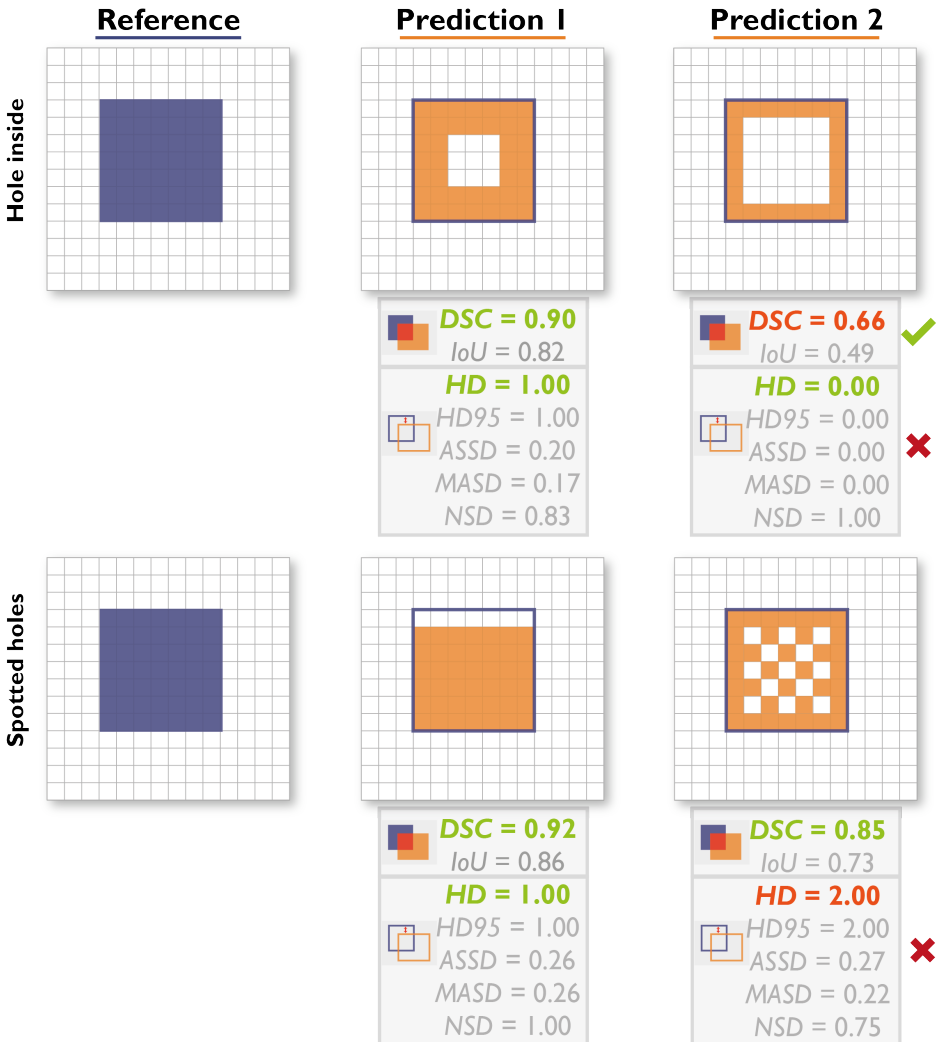 Reference
Prediction 1
Prediction 2
Hole inside
DSC = 0.90
IoU = 0.82
HD = 1.00
HD95 = 1.00
ASSD = 0.20
MASD = 0.17
NSD = 0.83
DSC = 0.66
IoU = 0.49
HD = 0.00
HD95 = 0.00
ASSD = 0.00
MASD = 0.00
NSD = 1.00
Spotted holes
DSC = 0.92
IoU = 0.86
HD = 1.00
HD95 = 1.00
ASSD = 0.26
MASD = 0.26
NSD = 1.00
DSC = 0.85
IoU = 0.73
HD = 2.00
HD95 = 2.00
ASSD = 0.27
MASD = 0.22
NSD = 0.75